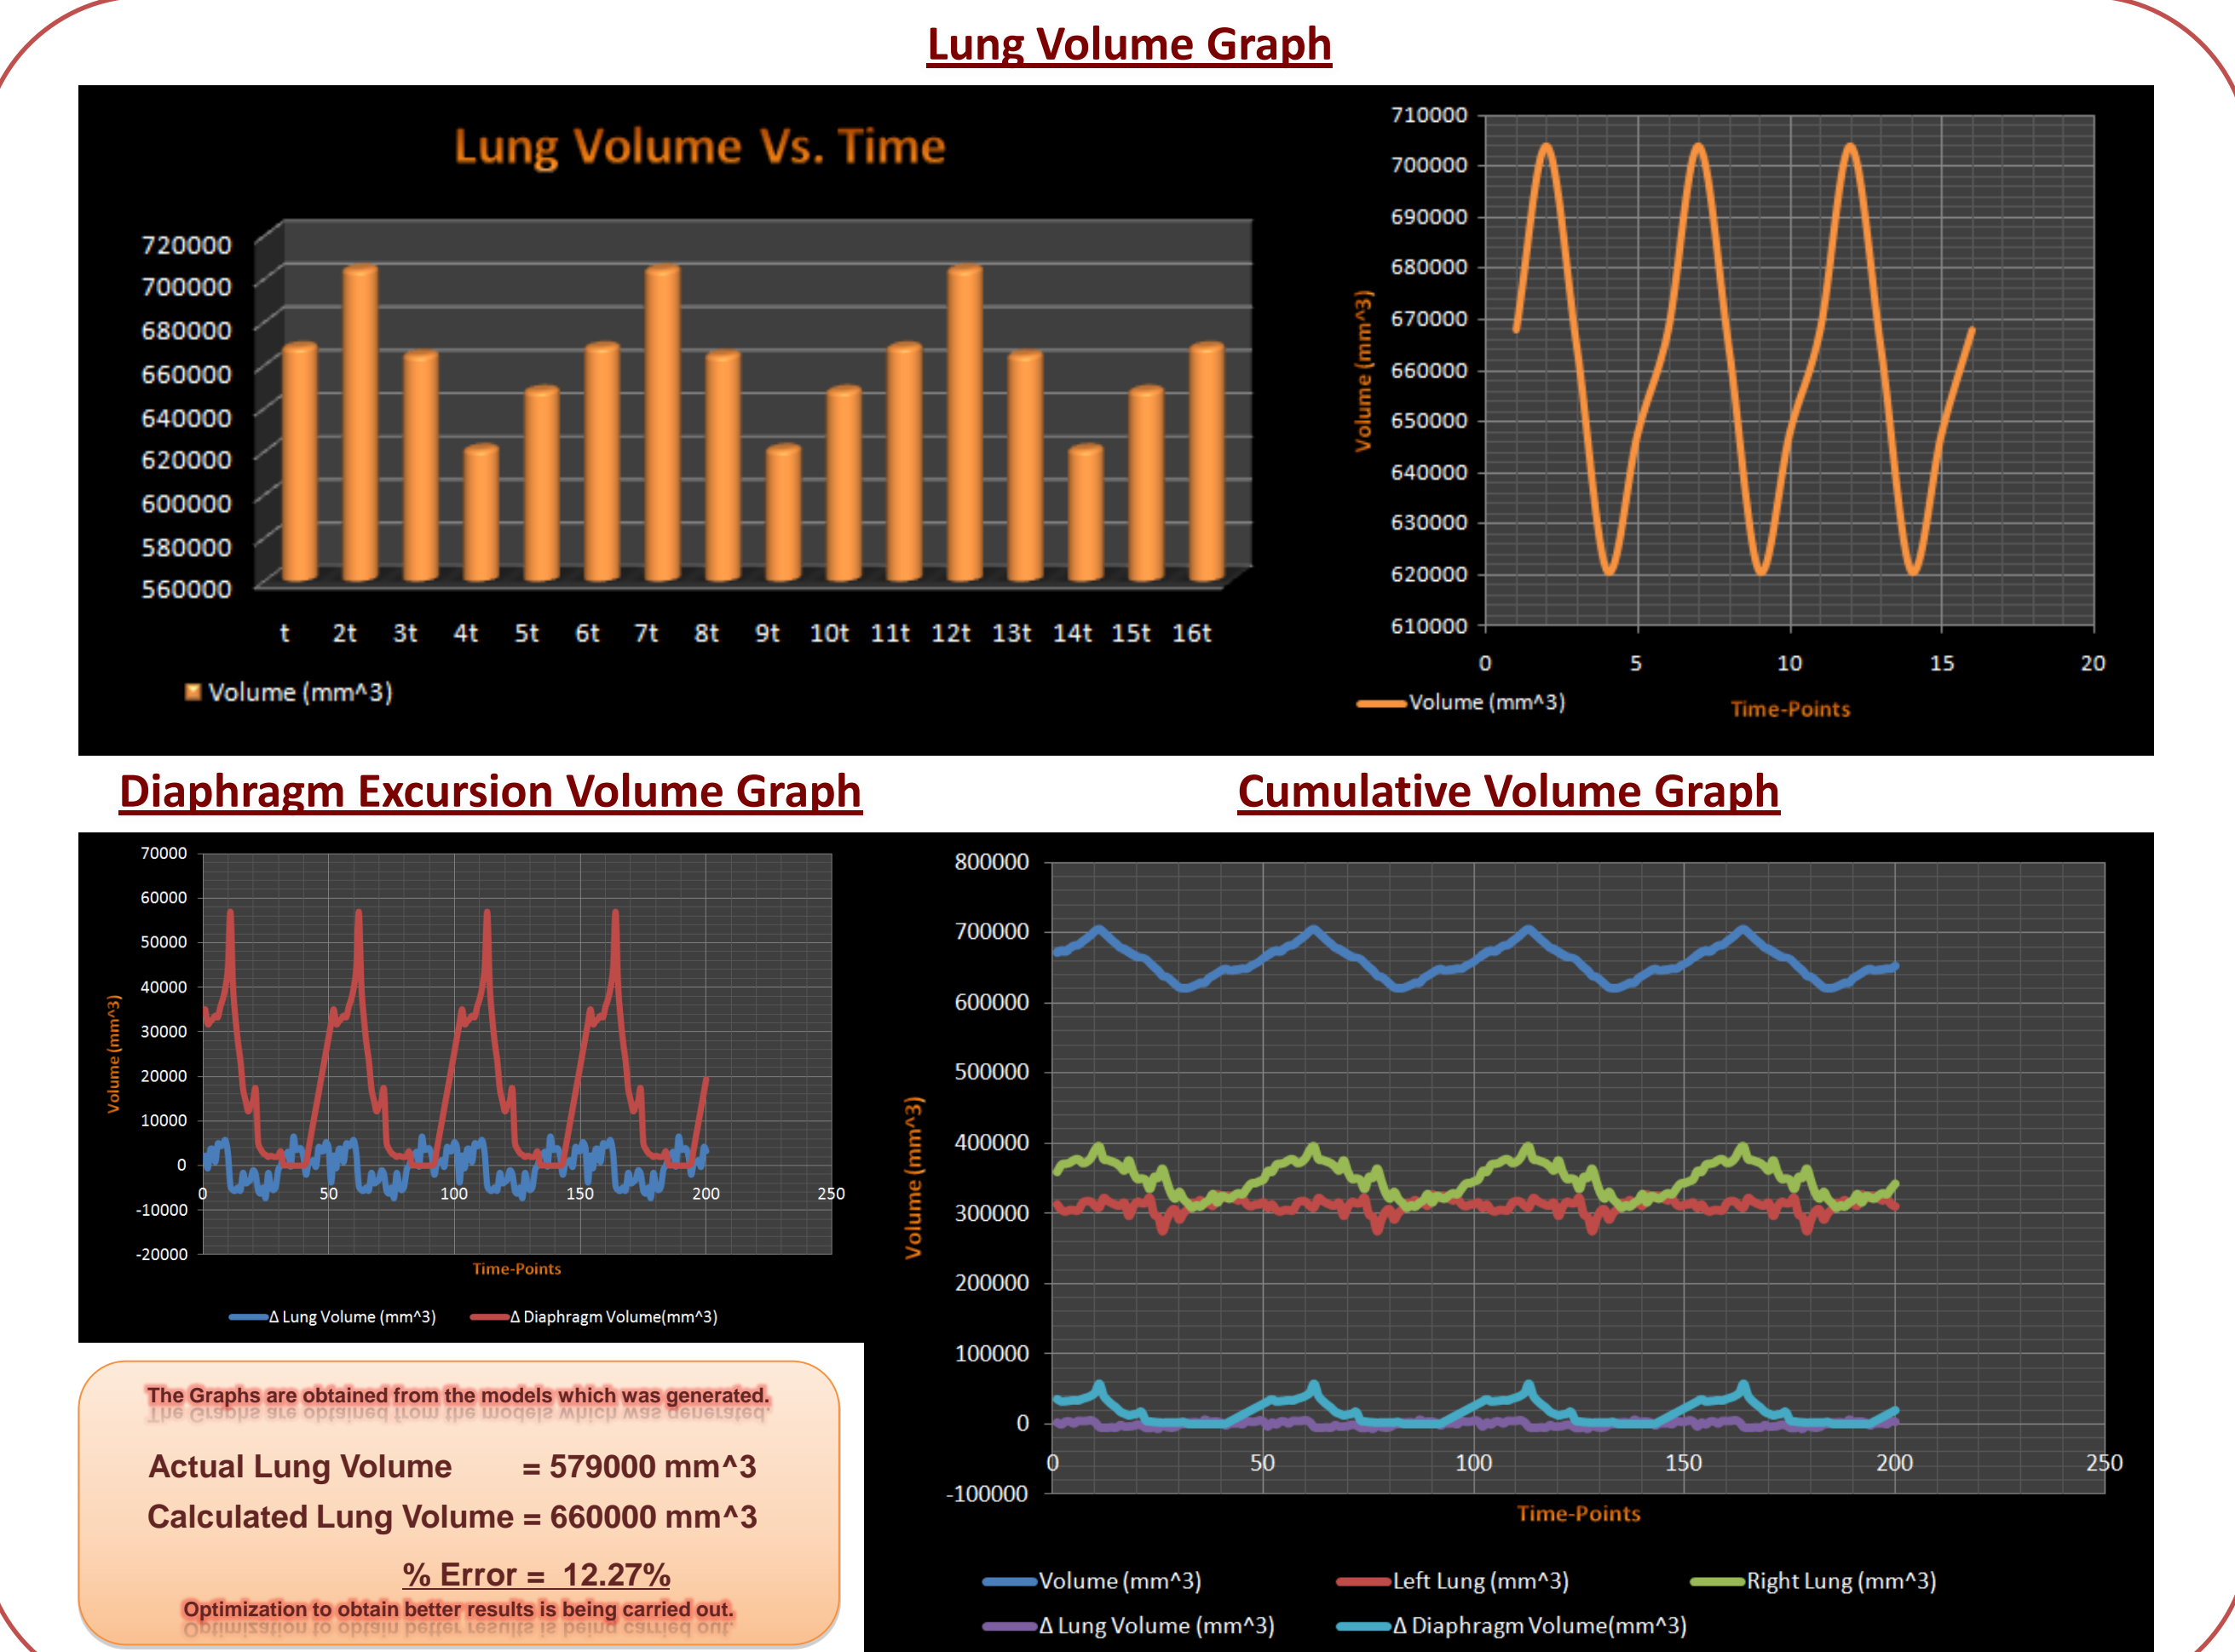 Lung Volume Graph
Lung Volume Vs. Time
720000
700000
680000
660000
640000
620000
600000
580000
560000
t 2t 3t 4t 5t 6t 7t 8t 9t 10t 11t 12t 13t 14t 15t 16t
Volume (mm^3)
710000
700000
690000
680000
670000
660000
650000
640000
630000
620000
610000
Volume (mm^3)
0 5 10 15 20
Volume (mm^3)
Time-Points
Diaphragm Excursion Volume Graph
70000
60000
50000
40000
30000
20000
10000
0
-10000
-20000
Volume (mm^3)
0 50 100 150 200 250
Time-Points
Δ Lung Volume (mm^3) Δ Diaphragm Volume(mm^3)
Cumulative Volume Graph
800000
700000
600000
500000
400000
300000
200000
100000
0
-100000
Volume (mm^3)
0 50 100 150 200 250
Time-Points
Volume (mm^3) Left Lung (mm^3) Right Lung (mm^3)
Δ Lung Volume (mm^3) Δ Diaphragm Volume(mm^3)
The Graphs are obtained from the models which was generated.
Actual Lung Volume = 579000 mm^3
Calculated Lung Volume = 660000 mm^3
% Error = 12.27%
Optimization to obtain better results is being carried out.